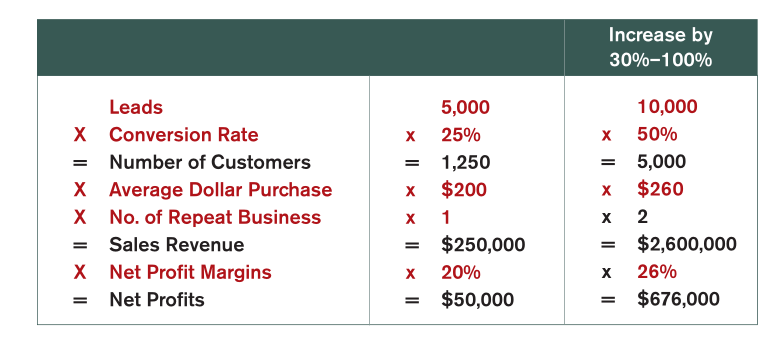 Increase by
30%–100%
Leads 5,000 10,000
X Conversion Rate x 25% x 50%
= Number of Customers = 1,250 = 5,000
X Average Dollar Purchase x $200 x $260
X No. of Repeat Business x 1 x 2
= Sales Revenue = $250,000 = $2,600,000
X Net Profit Margins x 20% x 26%
= Net Profits = $50,000 = $676,000